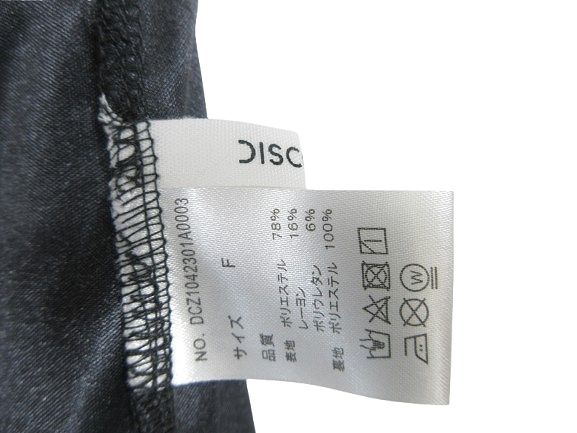 DISC
NO. DCZ1042301A0003
サイズ F
品質
表地 ポリエステル 78%
レーヨン 16%
ポリウレタン 6%
裏地 ポリエステル 100%
W